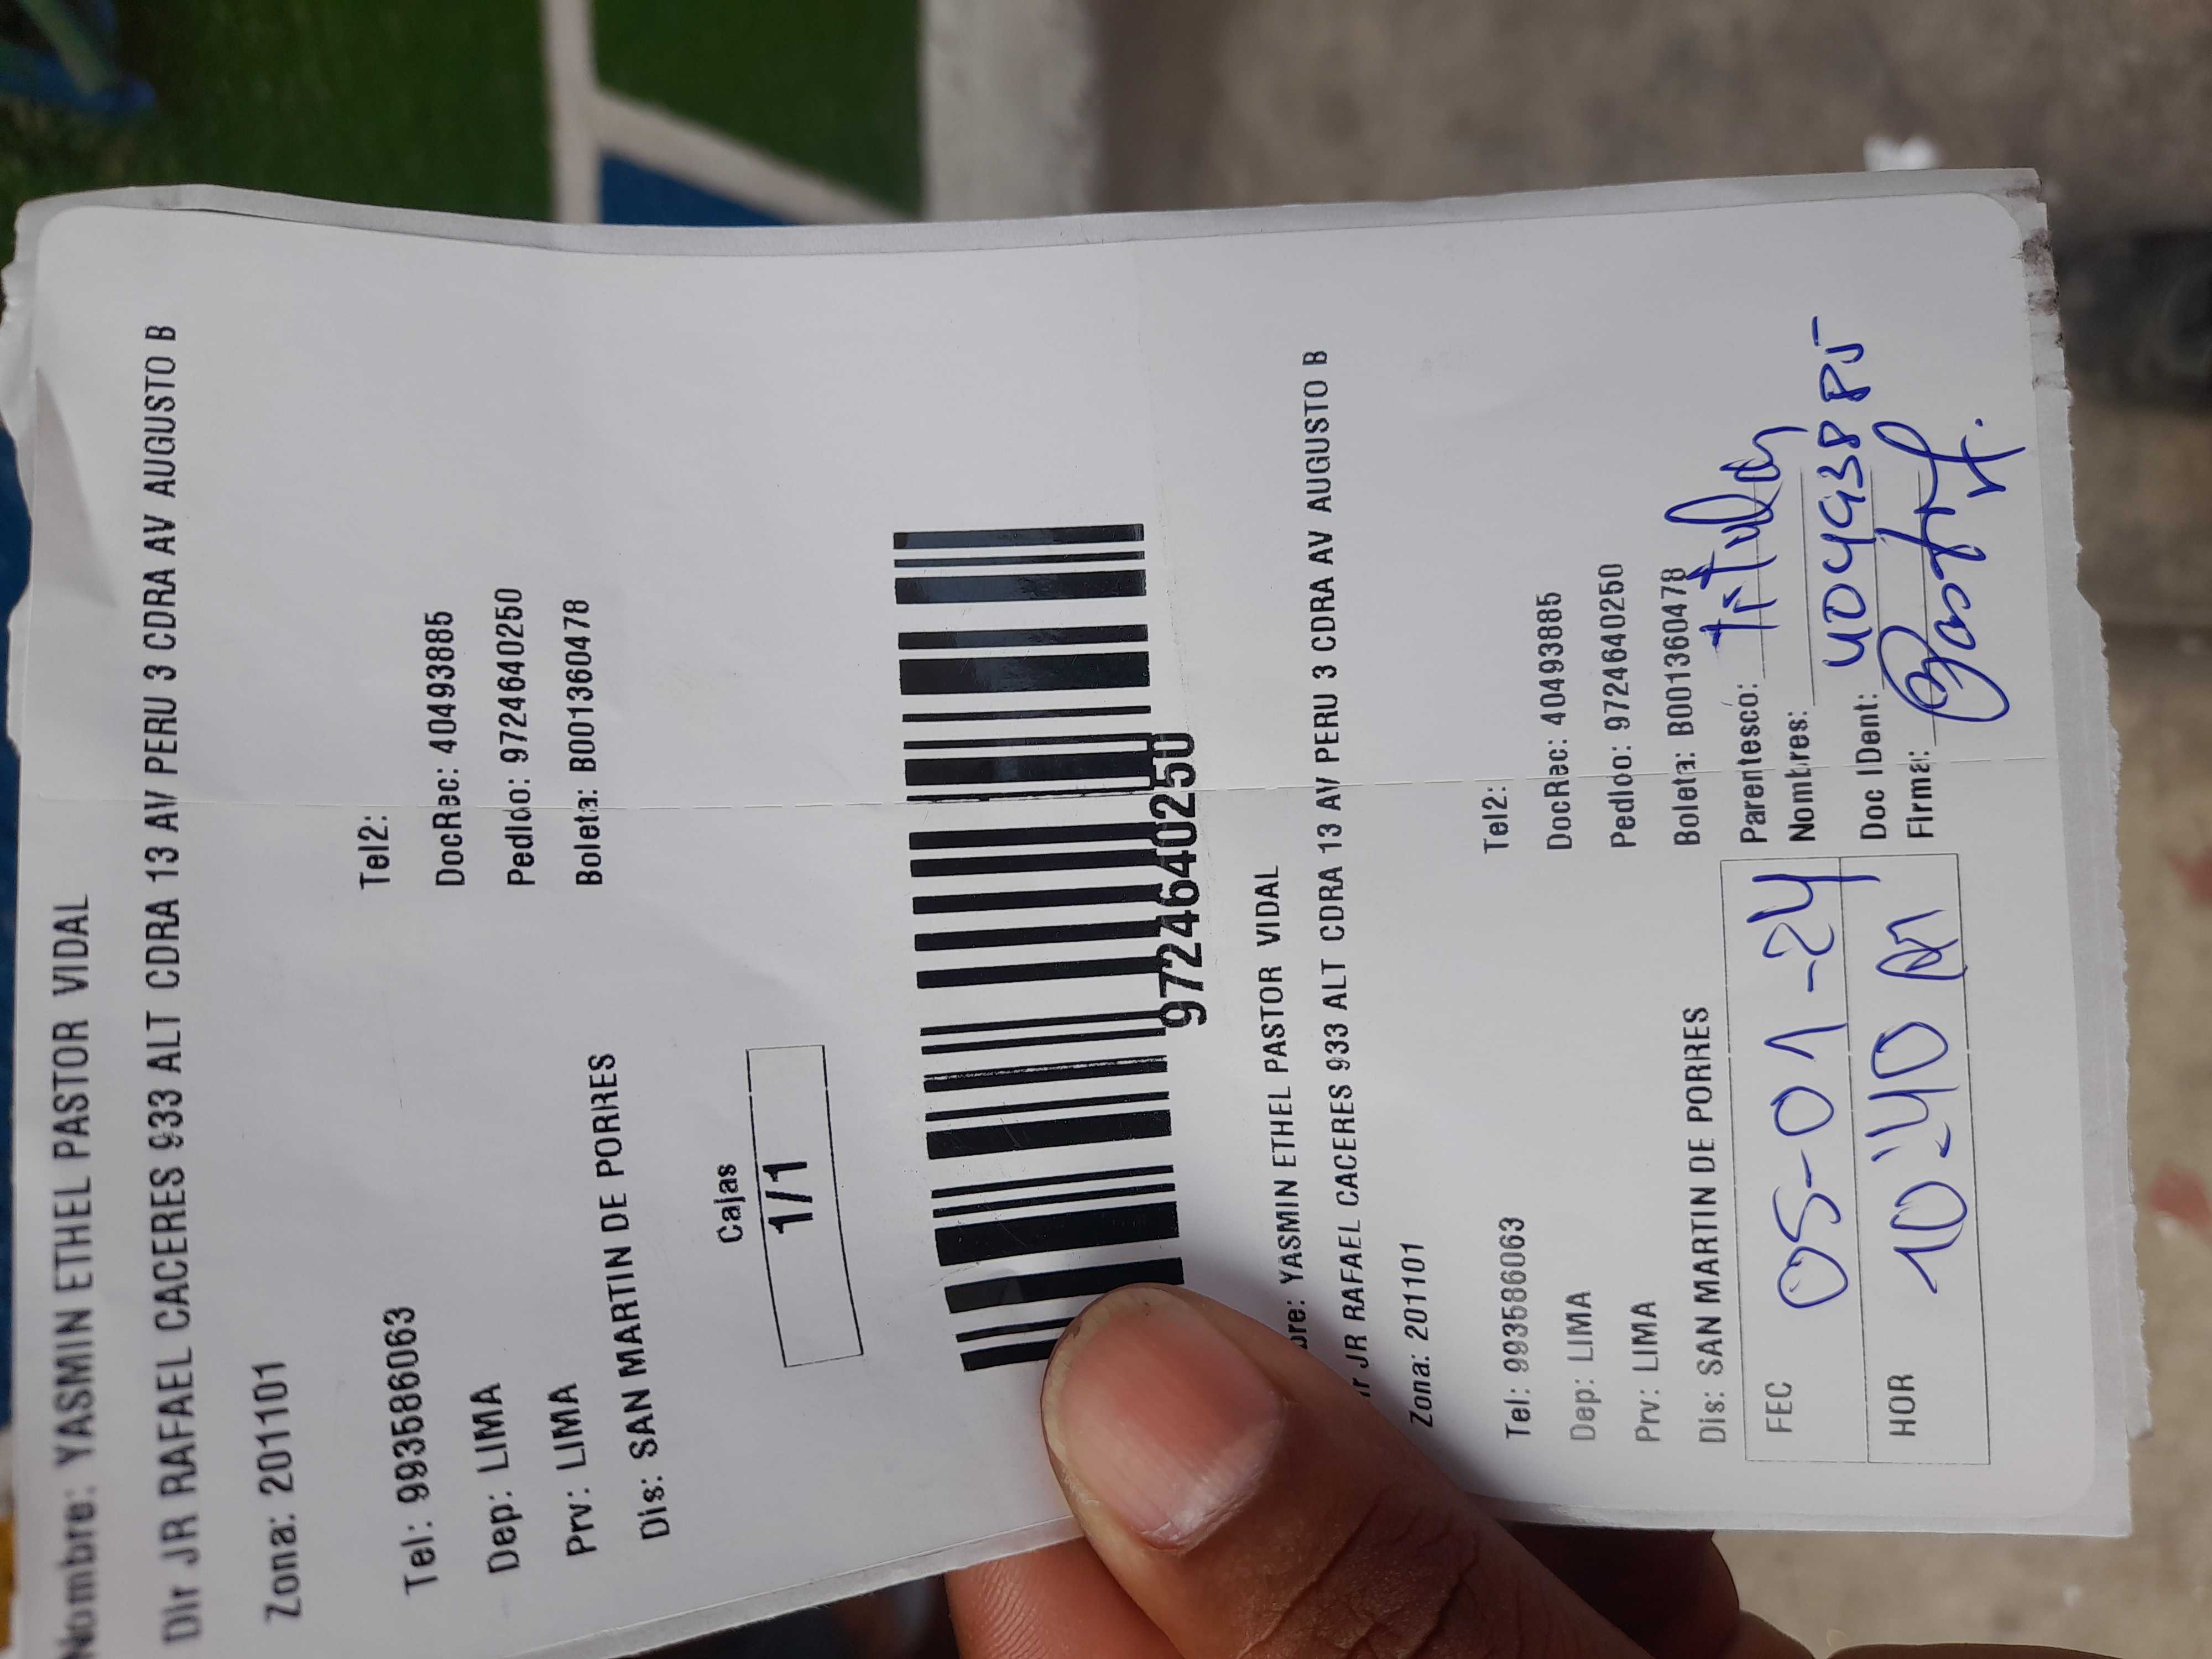 Nombre: YASMIN ETHEL PASTOR VIDAL
Dir JR RAFAEL CACERES 933 ALT CDRA 13 AV PERU 3 CDRA AV AUGUSTO B
Zona: 201101
Tel: 993586063 Tel2:
Dep: LIMA DocRec: 40493885
Prv: LIMA Pedido: 9724640250
Dis: SAN MARTIN DE PORRES Boleta: B001360478
Cajas
1/1
97246640250
bre: YASMIN ETHEL PASTOR VIDAL
ir JR RAFAEL CACERES 933 ALT CDRA 13 AV PERU 3 CDRA AV AUGUSTO B
Zona: 201101
Tel: 993586063 Tel2:
Dep: LIMA DocRec: 40493885
Prv: LIMA Pedido: 97246640250
Dis: SAN MARTIN DE PORRES Boleta: B001360478
FEC 05-01-24 Parentesco: Titular
Nombres:
HOR 10:40 Am Doc IDent: 40493885
Firma: